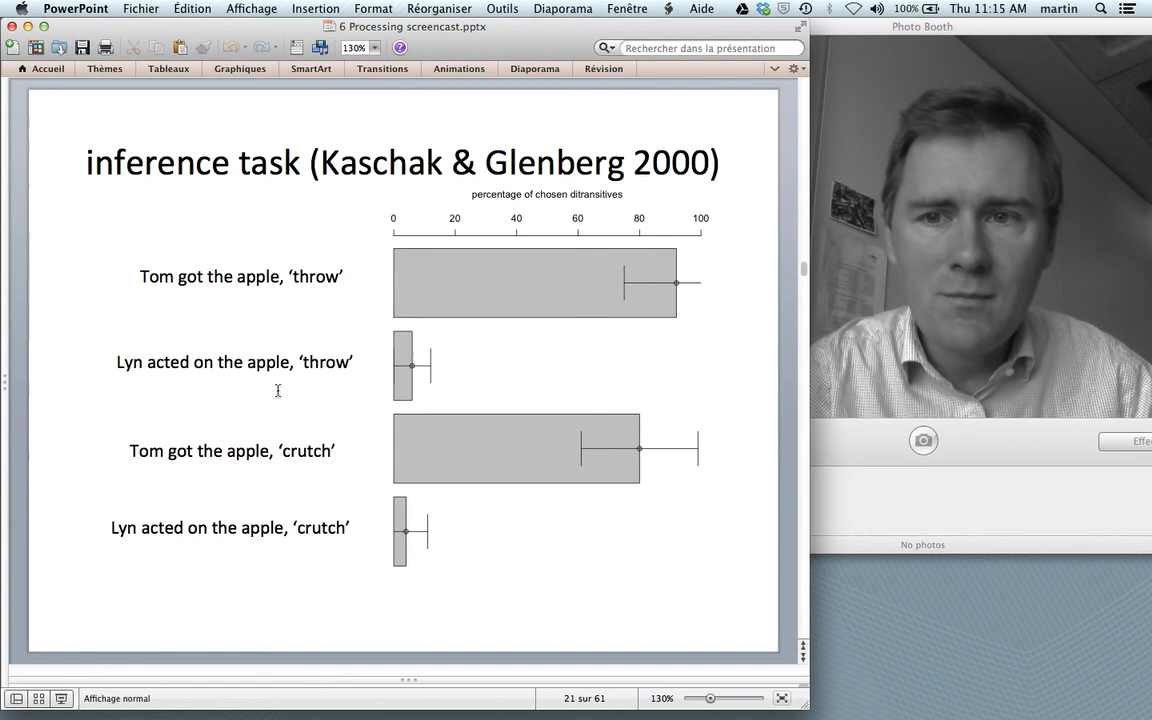 PowerPoint Fichier Édition Affichage Insertion Format Réorganiser Outils Diaporama Fenêtre Aide 100% Thu 11:15 AM martin
6 Processing screencast.pptx
Photo Booth
130% Rechercher dans la présentation
Accueil Thèmes Tableaux Graphiques SmartArt Transitions Animations Diaporama Révision
inference task (Kaschak & Glenberg 2000)
percentage of chosen ditransitives
0 20 40 60 80 100
Tom got the apple, ‘throw’
Lyn acted on the apple, ‘throw’
Tom got the apple, ‘crutch’
Lyn acted on the apple, ‘crutch’
Effe
No photos
Affichage normal 21 sur 61 130%